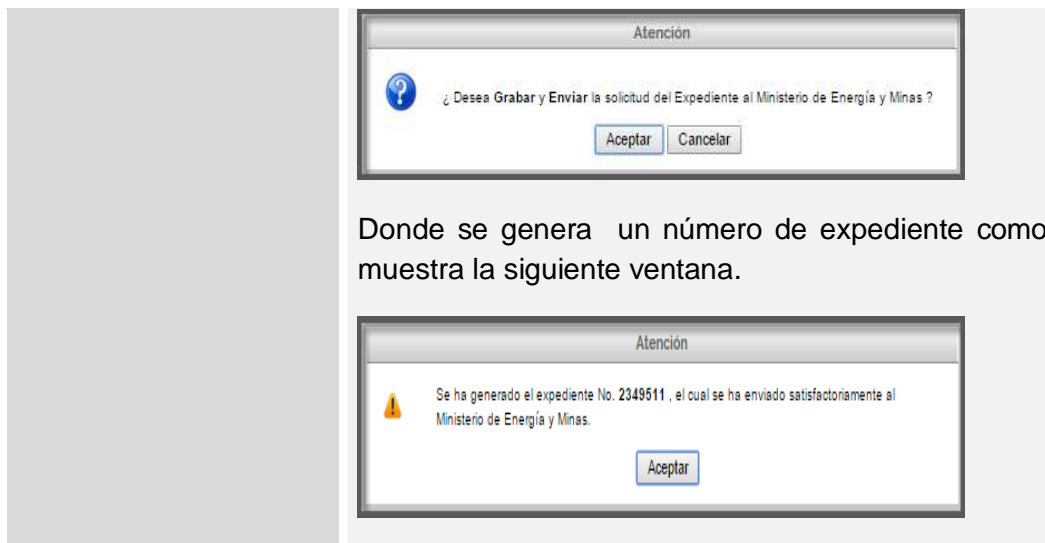 Atención
¿ Desea Grabar y Enviar la solicitud del Expediente al Ministerio de Energía y Minas ?
Aceptar Cancelar
Donde se genera un número de expediente como
muestra la siguiente ventana.
Atención
Se ha generado el expediente No. 2349511 , el cual se ha enviado satisfactoriamente al
Ministerio de Energía y Minas.
Aceptar